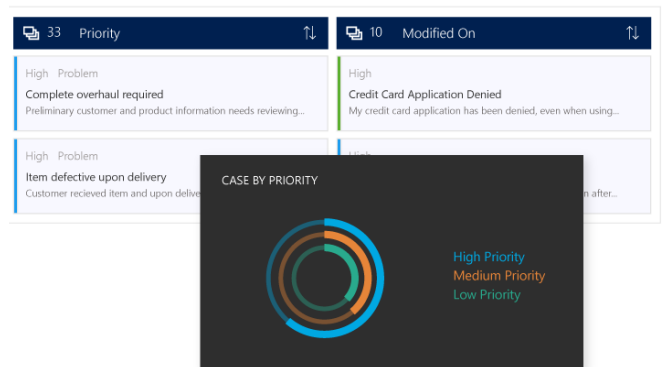 33 Priority
10 Modified On
High Problem
Complete overhaul required
Preliminary customer and product information needs reviewing...
High
Credit Card Application Denied
My credit card application has been denied, even when using...
High Problem
Item defective upon delivery
Customer recieved item and upon
after...
CASE BY PRIORITY
High Priority
Medium Priority
Low Priority